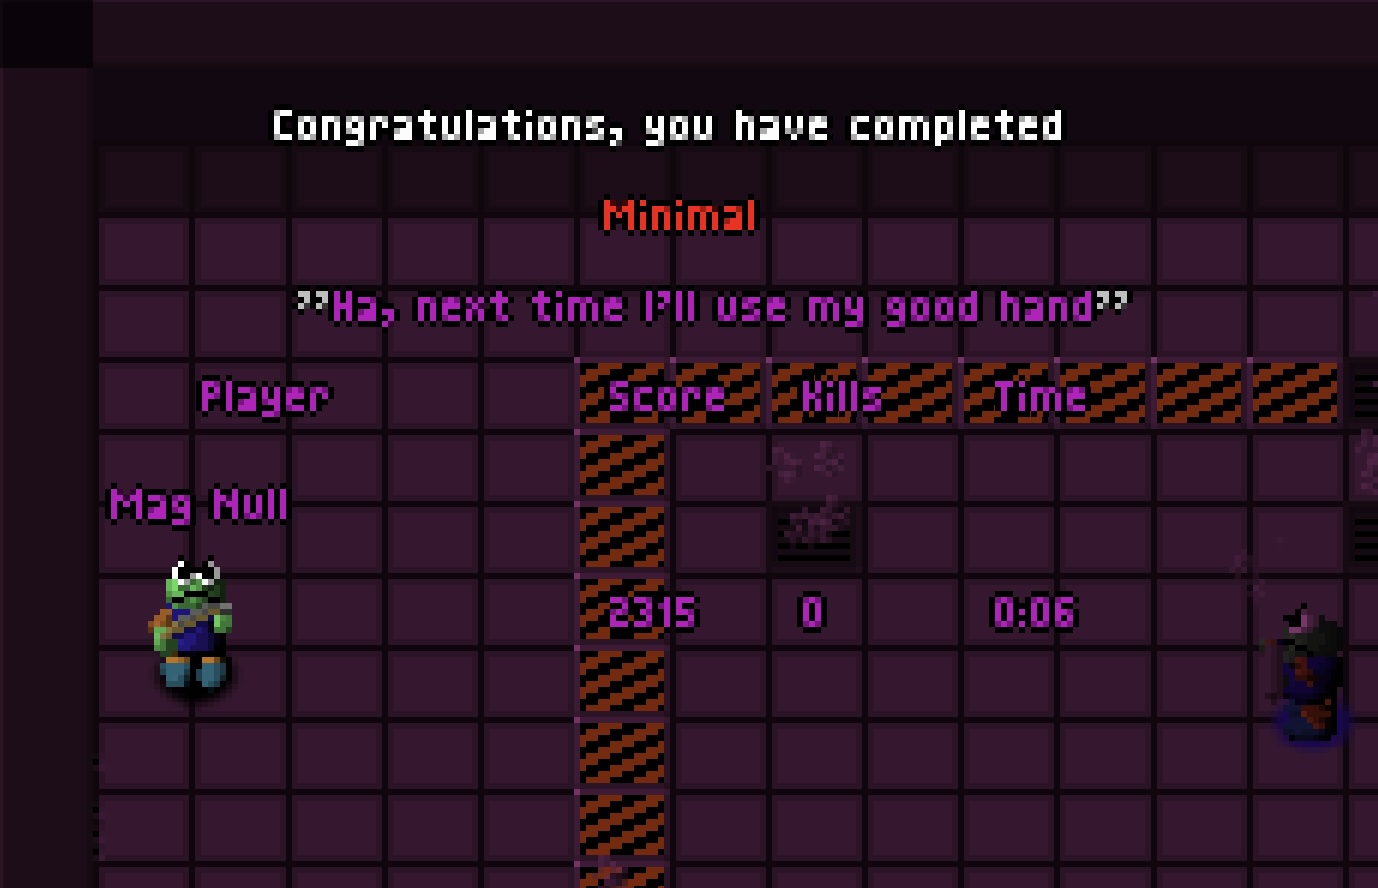 Congratulations, you have completed
Minimal
”Ha, next time I’ll use my good hand”
Player Score Kills Time
Mag Null
2315 0 0:06